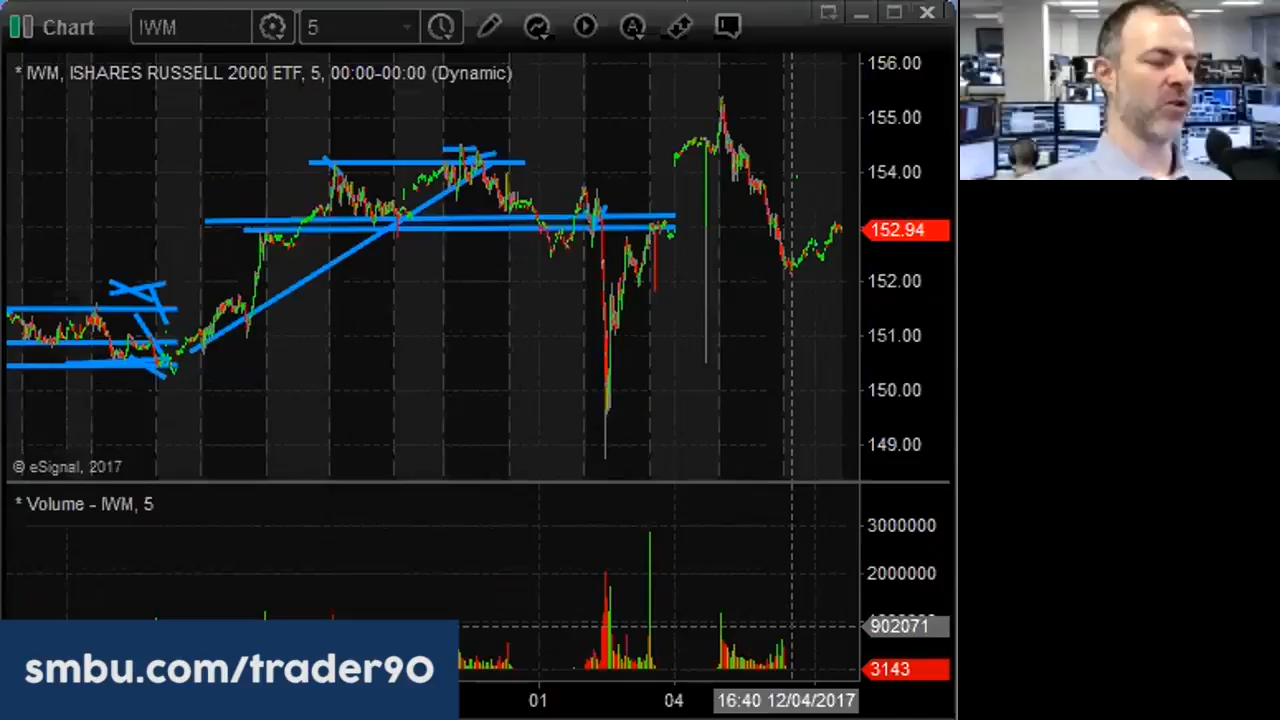 Chart IWM 5
* IWM, ISHARES RUSSELL 2000 ETF, 5, 00:00-00:00 (Dynamic)
156.00
155.00
154.00
152.94
152.00
151.00
150.00
149.00
© eSignal, 2017
* Volume - IWM, 5
3000000
2000000
902071
3143
smbu.com/trader90
01 04 16:40 12/04/2017